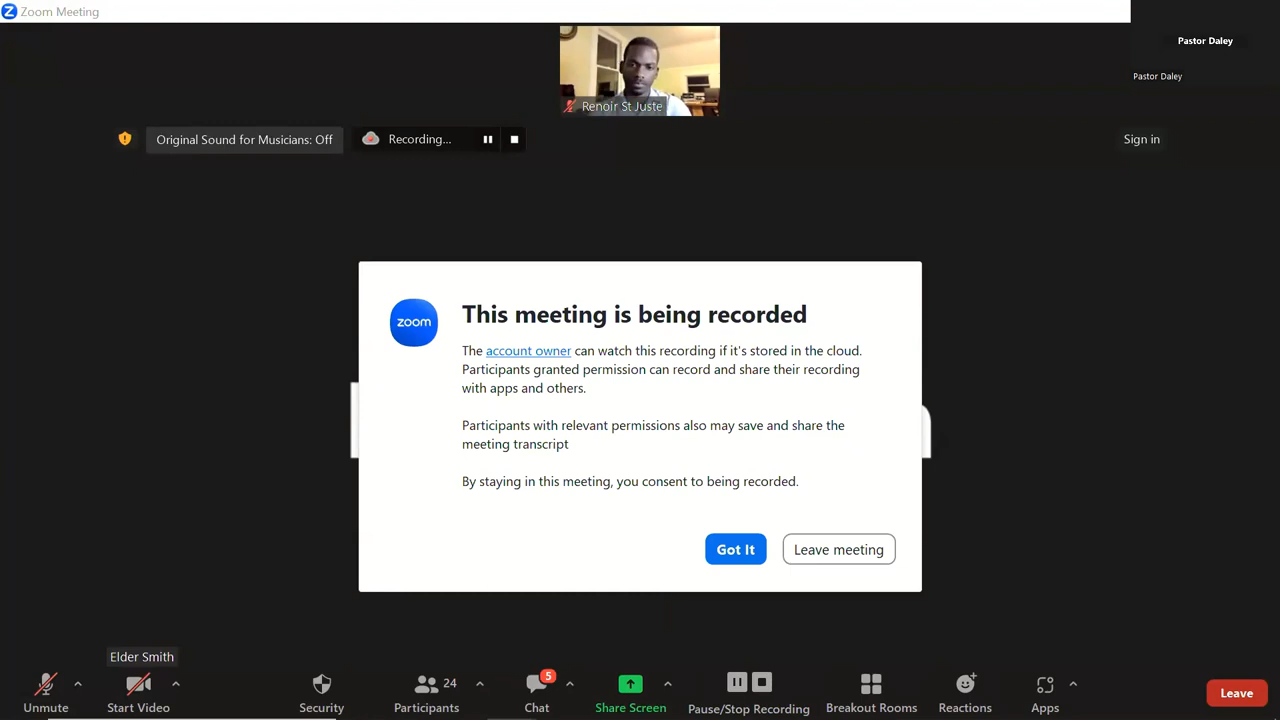 Zoom Meeting
Pastor Daley
Pastor Daley
Renoir St Juste
Original Sound for Musicians: Off
Recording...
Sign in
zoom
This meeting is being recorded
The account owner can watch this recording if it's stored in the cloud.
Participants granted permission can record and share their recording
with apps and others.
Participants with relevant permissions also may save and share the
meeting transcript
By staying in this meeting, you consent to being recorded.
Got It
Leave meeting
Elder Smith
24
5
Unmute
Start Video
Security
Participants
Chat
Share Screen
Pause/Stop Recording
Breakout Rooms
Reactions
Apps
Leave